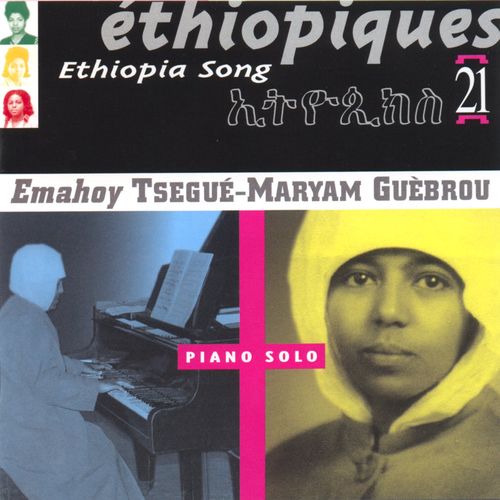 éthiopiques
Ethiopia Song
ኢትዮጲክስ
21
Emahoy TSEGUÉ-MARYAM GUÈBROU
PIANO SOLO